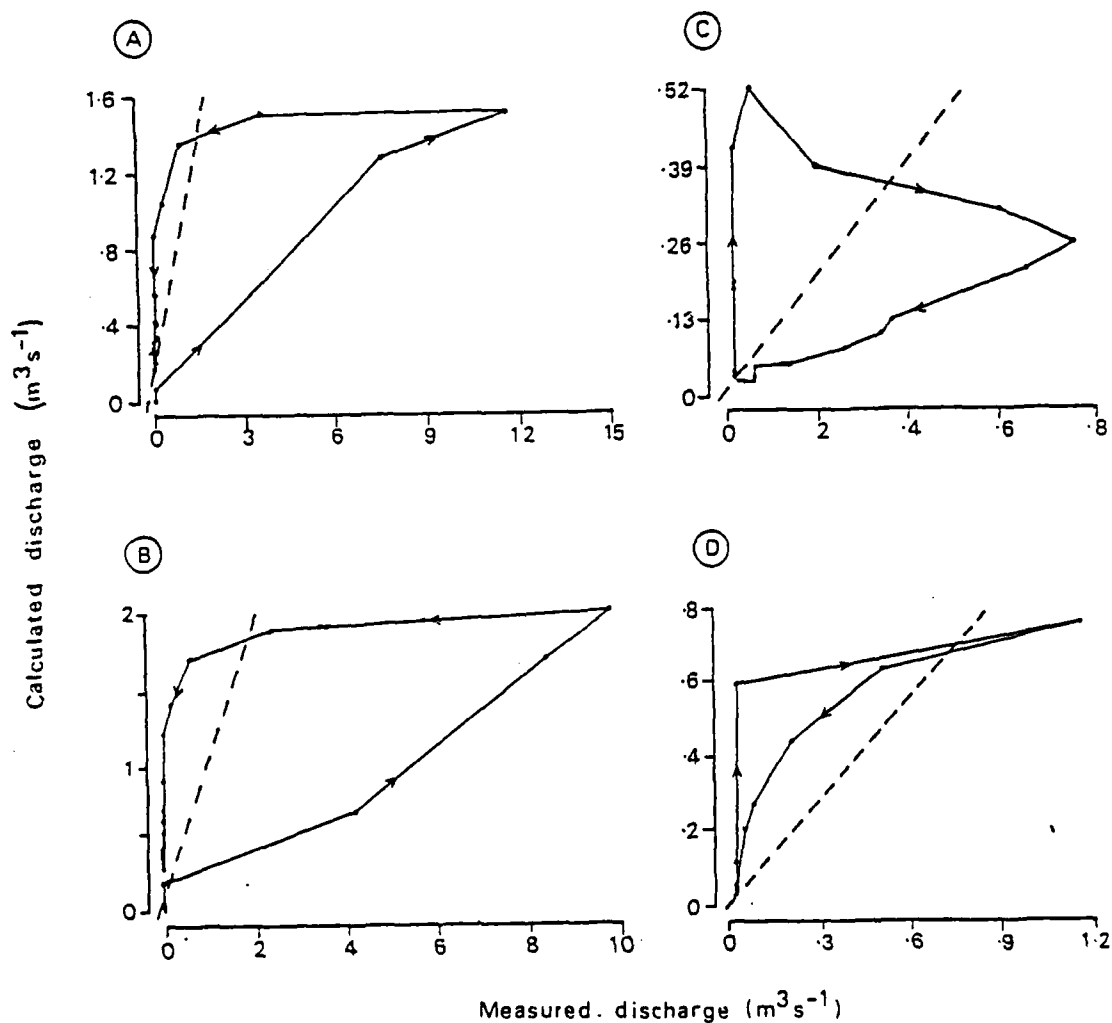 A
C
1·6
1·2
·8
·4
0
0 3 6 9 12 15
·52
·39
·26
·13
0
0 ·2 ·4 ·6 ·8
Calculated discharge (m³s⁻¹)
B
D
2
1
0
0 2 4 6 8 10
·8
·6
·4
·2
0
0 ·3 ·6 ·9 1·2
Measured. discharge (m³s⁻¹)